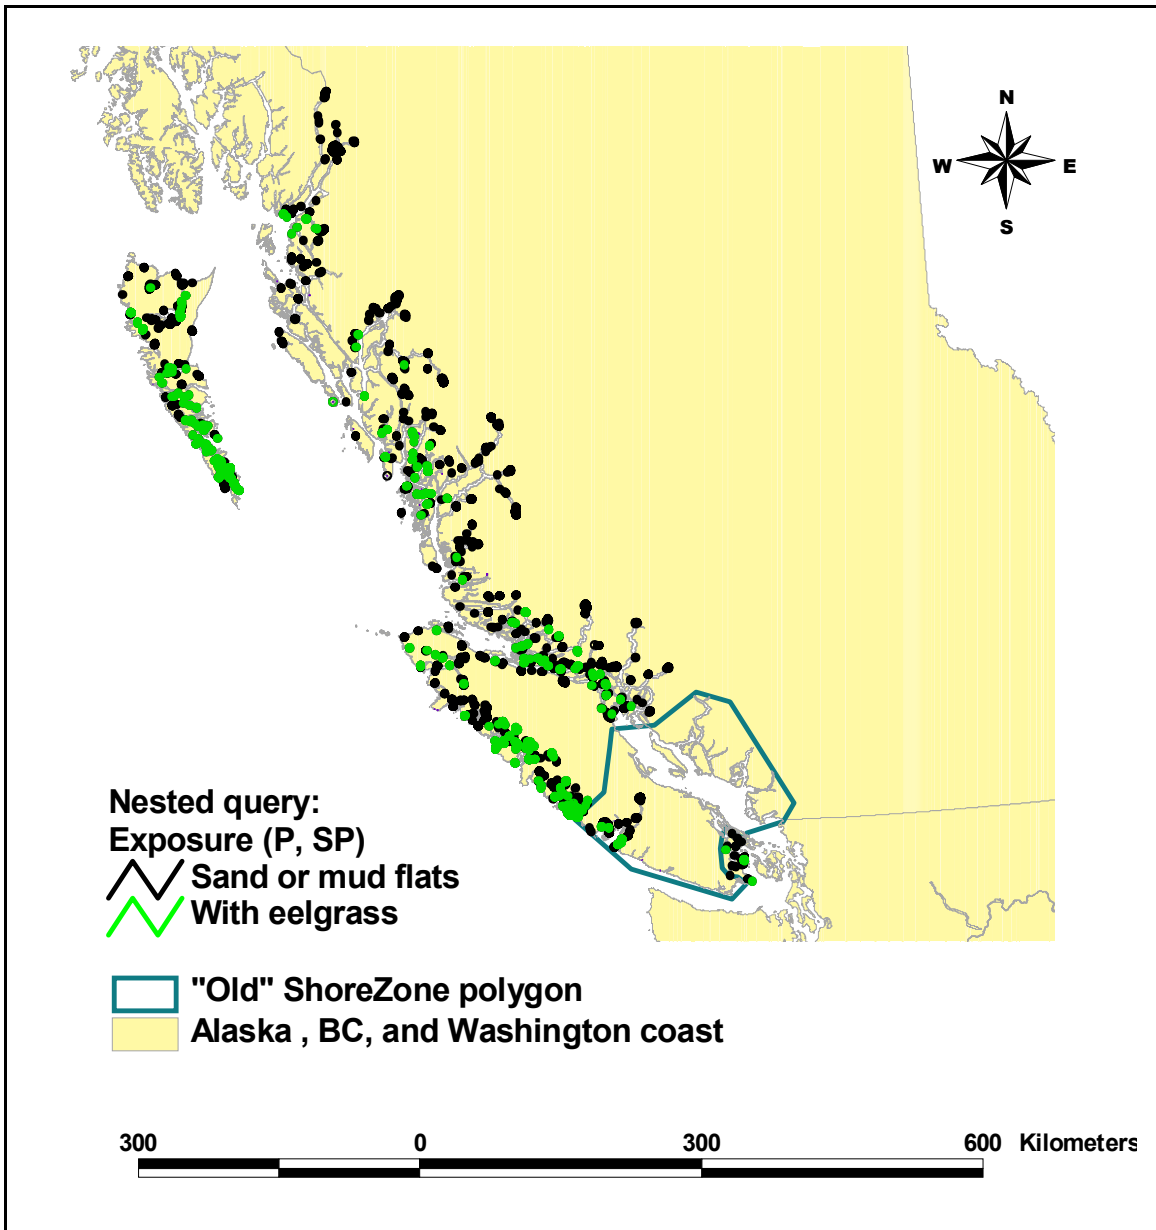 N
W E
S
Nested query:
Exposure (P, SP)
Sand or mud flats
With eelgrass
"Old" ShoreZone polygon
Alaska , BC, and Washington coast
300 0 300 600 Kilometers